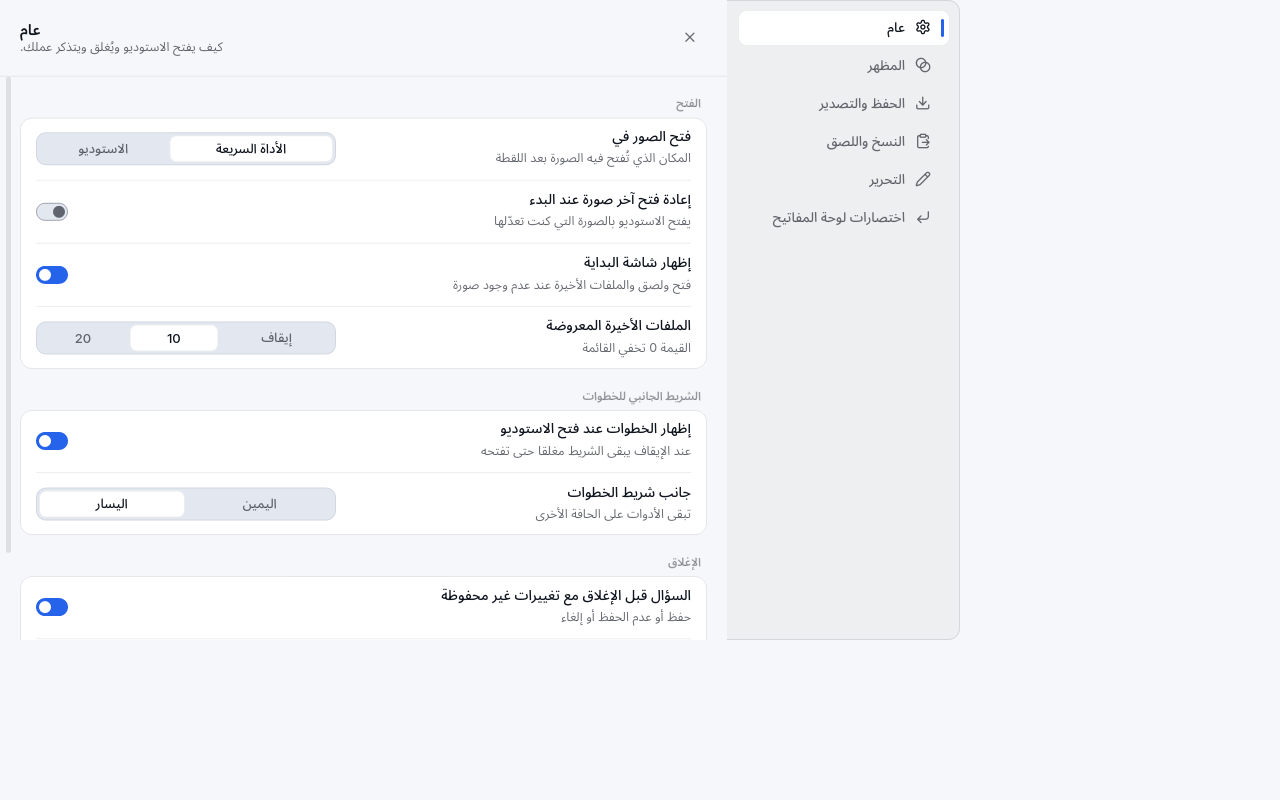 عام
المظهر
الحفظ والتصدير
النسخ واللصق
التحرير
اختصارات لوحة المفاتيح
عام
كيف يفتح الاستوديو ويُغلق ويتذكر عملك.
الفتح
فتح الصور في
المكان الذي تُفتح فيه الصورة بعد اللقطة
الأداة السريعة
الاستوديو
إعادة فتح آخر صورة عند البدء
يفتح الاستوديو بالصورة التي كنت تعدّلها
إظهار شاشة البداية
فتح ولصق والملفات الأخيرة عند عدم وجود صورة
الملفات الأخيرة المعروضة
القيمة 0 تخفي القائمة
إيقاف
10
20
الشريط الجانبي للخطوات
إظهار الخطوات عند فتح الاستوديو
عند الإيقاف يبقى الشريط مغلقا حتى تفتحه
جانب شريط الخطوات
تبقى الأدوات على الحافة الأخرى
اليمين
اليسار
الإغلاق
السؤال قبل الإغلاق مع تغييرات غير محفوظة
حفظ أو عدم الحفظ أو إلغاء